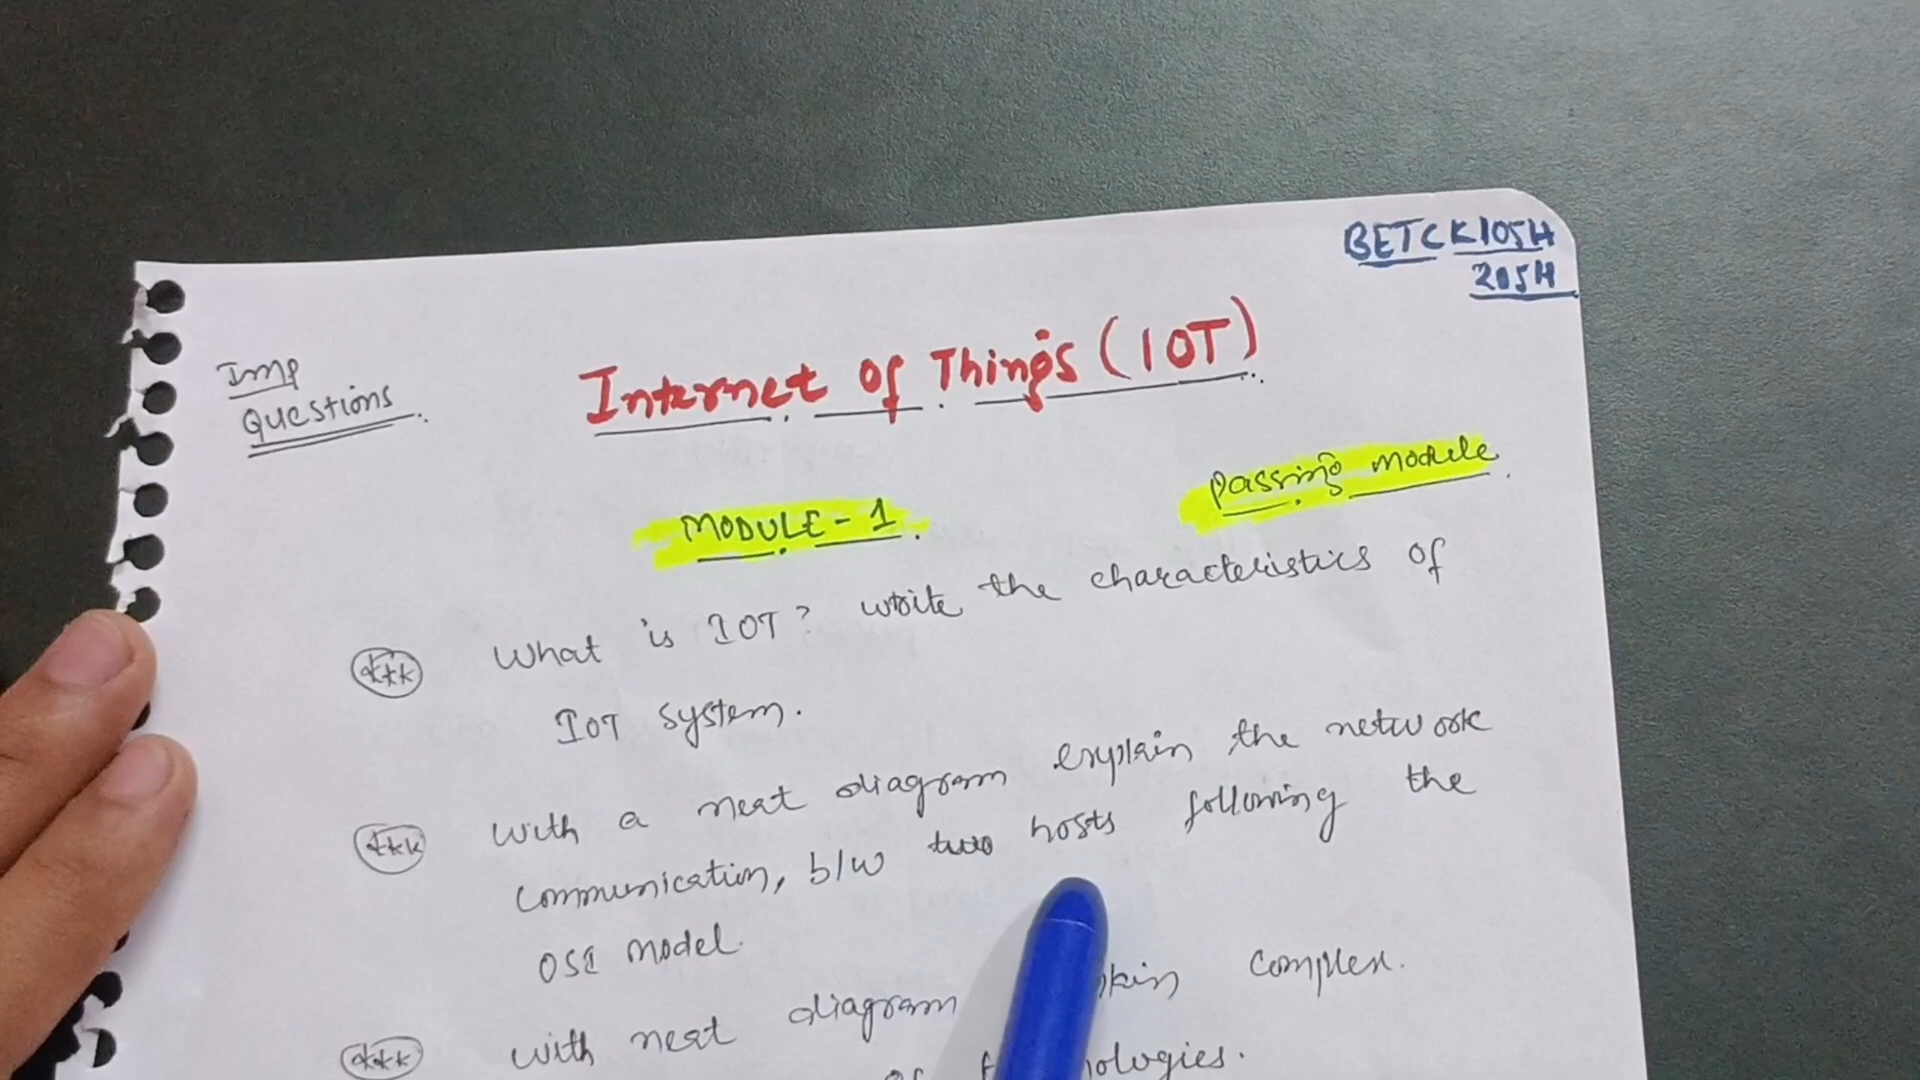 BETCK105H
205H
Imp
Questions
Internet of Things (IOT)
MODULE-1
passing module
*** What is IOT? write the characteristics of
IOT system.
*** with a neat diagram explain the network
communication, b/w two hosts following the
OSI model.
*** with neat diagram complex.
of